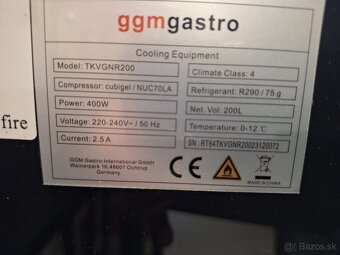 ggmgastro
Cooling Equipment
Model: TKVGNR200
Climate Class: 4
Compressor: cubigel / NUC70LA
Refrigerant: R290 / 75 g
Power: 400W
Net. Vol: 200L
Voltage: 220-240V~ / 50 Hz
Temperature: 0-12℃
Current: 2.5 A
SN: RT64TKVGNR20023120072
GGM Gastro International GmbH
Weinerpark 16, 48607 Ochtrup
Germany
CE
MADE IN CHINA
fire
© bazos.sk